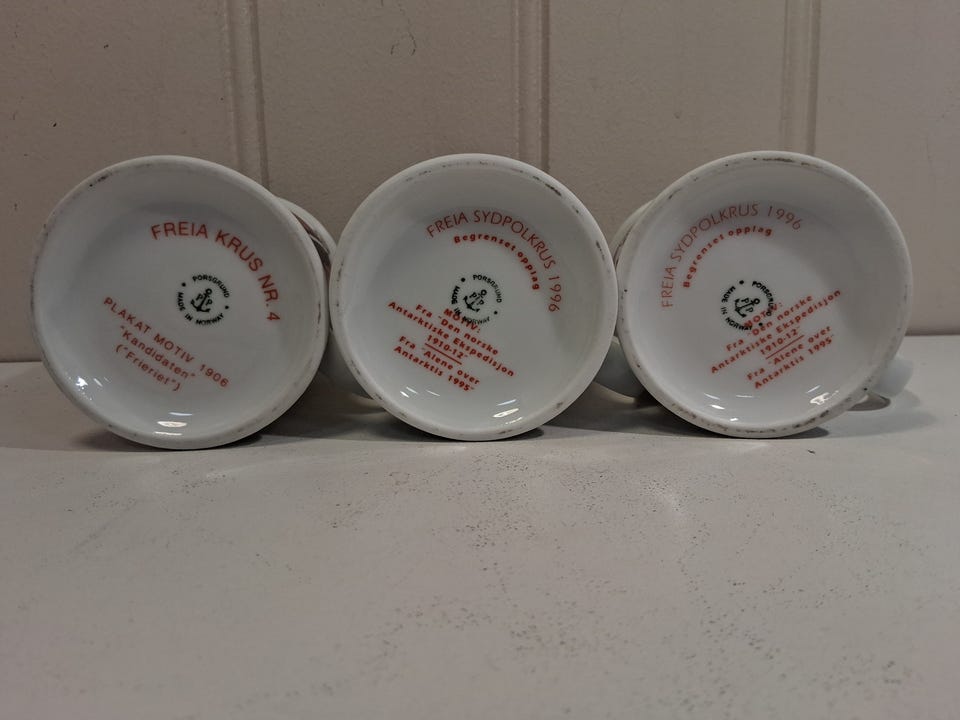 FREIA KRUS NR. 4
PORSGRUND
MADE IN NORWAY
PLAKAT MOTIV 1906
"Kandidaten"
("Frieriet")
FREIA SYDPOLKRUS 1996
Begrenset opplag
PORSGRUND
MADE IN NORWAY
MOTIV:
Fra "Den norske
Antarktiske Ekspedisjon
1910-12"
Fra "Alene over
Antarktis 1995"
FREIA SYDPOLKRUS 1996
Begrenset opplag
PORSGRUND
MADE IN NORWAY
MOTIV:
Fra "Den norske
Antarktiske Ekspedisjon
1910-12"
Fra "Alene over
Antarktis 1995"